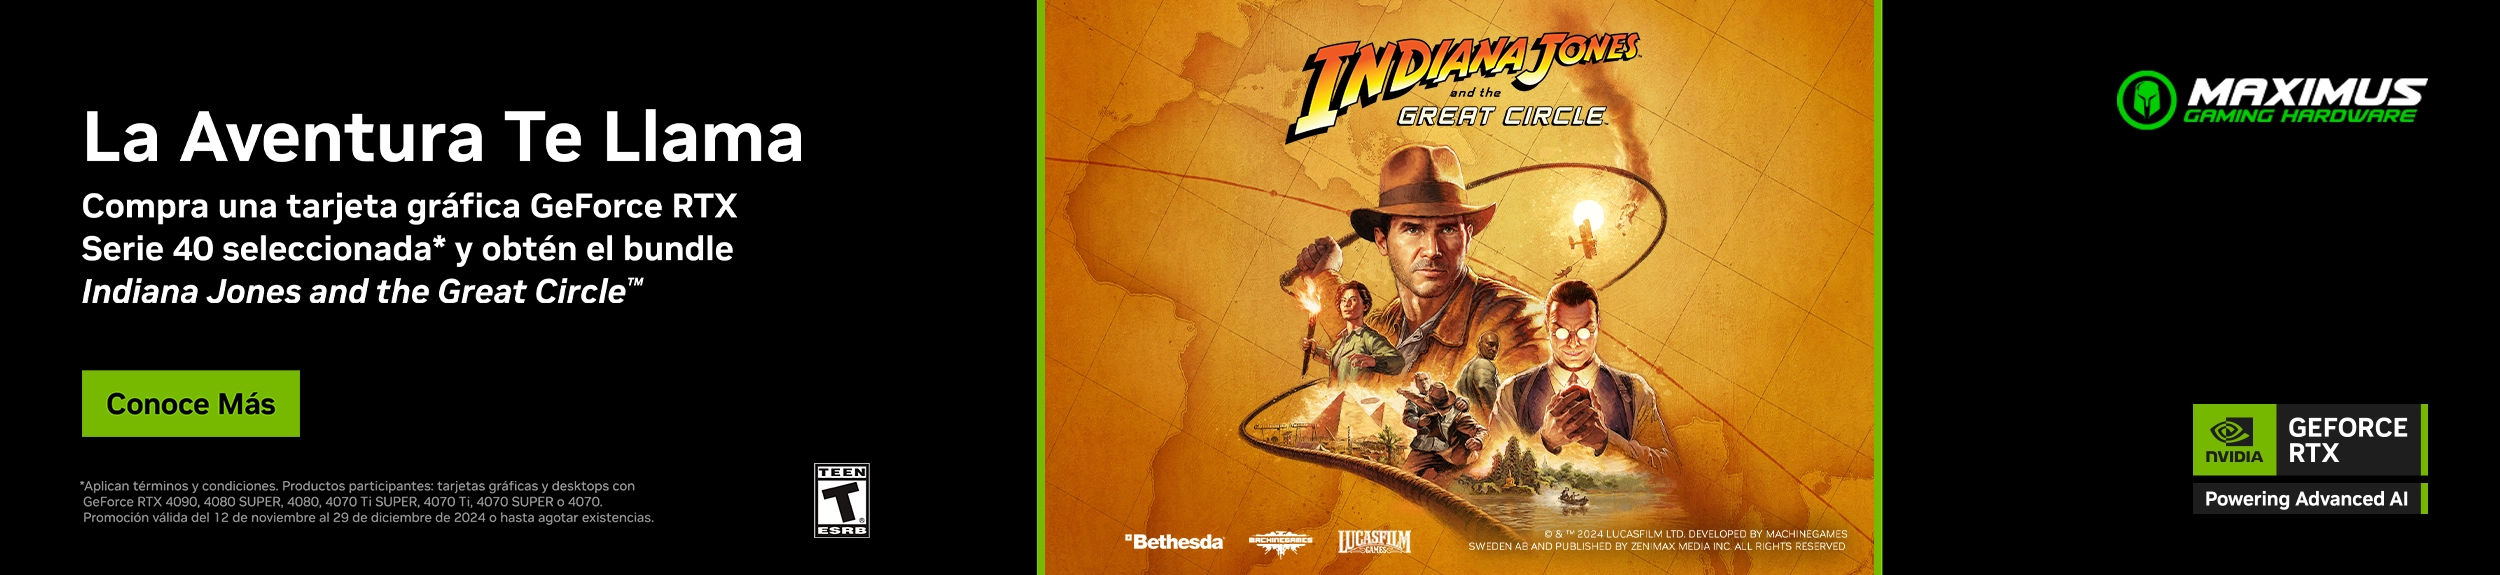 La Aventura Te Llama
Compra una tarjeta gráfica GeForce RTX
Serie 40 seleccionada* y obtén el bundle
Indiana Jones and the Great Circle™
Conoce Más
*Aplican términos y condiciones. Productos participantes: tarjetas gráficas y desktops con
GeForce RTX 4090, 4080 SUPER, 4080, 4070 Ti SUPER, 4070 Ti, 4070 SUPER o 4070.
Promoción válida del 12 de noviembre al 29 de diciembre de 2024 o hasta agotar existencias.
TEEN
T
ESRB
INDIANA JONES
and the
GREAT CIRCLE
Bethesda
MACHINEGAMES
LUCASFILM
GAMES
© & ™ 2024 LUCASFILM LTD. DEVELOPED BY MACHINEGAMES
SWEDEN AB AND PUBLISHED BY ZENIMAX MEDIA INC. ALL RIGHTS RESERVED
MAXIMUS
GAMING HARDWARE
NVIDIA
GEFORCE
RTX
Powering Advanced AI